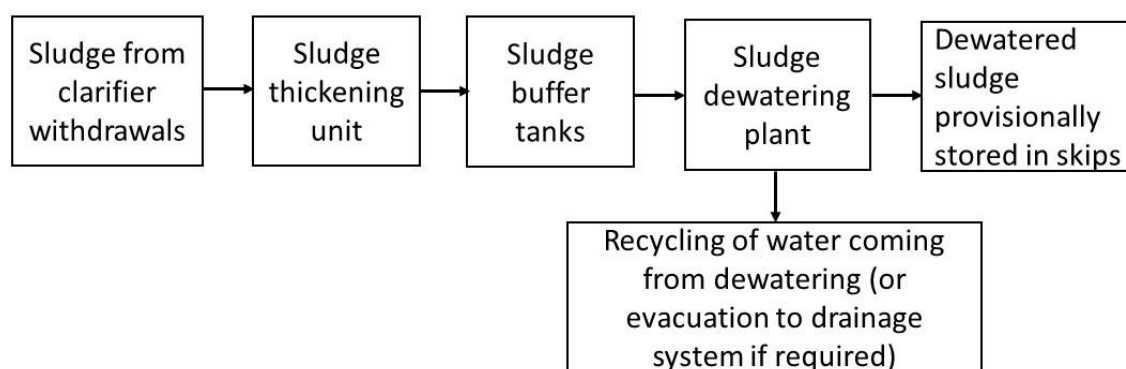 Sludge from
clarifier
withdrawals
Sludge
thickening
unit
Sludge
buffer
tanks
Sludge
dewatering
plant
Dewatered
sludge
provisionally
stored in skips
Recycling of water coming
from dewatering (or
evacuation to drainage
system if required)